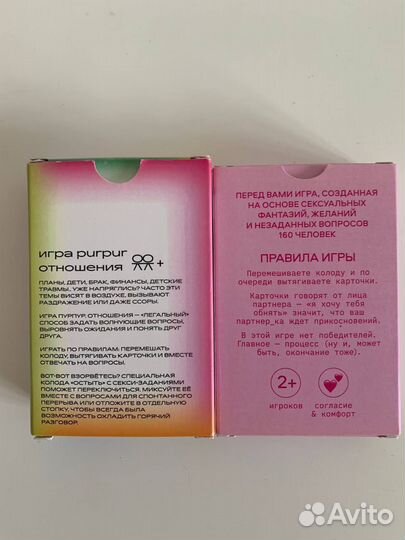 игра purpur
отношения
+
ПЛАНЫ, ДЕТИ, БРАК, ФИНАНСЫ, ДЕТСКИЕ
ТРАВМЫ. УЖЕ НАПРЯГЛИСЬ? ЧАСТО ЭТИ
ТЕМЫ ВИСЯТ В ВОЗДУХЕ, ВЫЗЫВАЮТ
РАЗДРАЖЕНИЕ ИЛИ ДАЖЕ ССОРЫ.
ИГРА ПУРПУР. ОТНОШЕНИЯ – «ЛЕГАЛЬНЫЙ»
СПОСОБ ЗАДАТЬ ВОЛНУЮЩИЕ ВОПРОСЫ,
ВЫРОВНЯТЬ ОЖИДАНИЯ И ПОНЯТЬ ДРУГ
ДРУГА.
ИГРАТЬ ПО ПРАВИЛАМ: ПЕРЕМЕШАТЬ
КОЛОДУ, ВЫТЯГИВАТЬ КАРТОЧКИ И ВМЕСТЕ
ОТВЕЧАТЬ НА ВОПРОСЫ.
ВОТ-ВОТ ВЗОРВЁТЕСЬ? СПЕЦИАЛЬНАЯ
КОЛОДА «ОСТЫТЬ» С СЕКСИ-ЗАДАНИЯМИ
ПОМОЖЕТ ПЕРЕКЛЮЧИТЬСЯ. МИКСУЙТЕ ЕЁ
ВМЕСТЕ С ВОПРОСАМИ ДЛЯ СПОНТАННОГО
ПЕРЕРЫВА ИЛИ ОТЛОЖИТЕ В ОТДЕЛЬНУЮ
СТОПКУ, ЧТОБЫ ВСЕГДА БЫЛА
ВОЗМОЖНОСТЬ ОХЛАДИТЬ ГОРЯЧИЙ
РАЗГОВОР.
ПЕРЕД ВАМИ ИГРА, СОЗДАННАЯ
НА ОСНОВЕ СЕКСУАЛЬНЫХ
ФАНТАЗИЙ, ЖЕЛАНИЙ
И НЕЗАДАННЫХ ВОПРОСОВ
160 ЧЕЛОВЕК
ПРАВИЛА ИГРЫ
Перемешиваете колоду и по
очереди вытягиваете карточки.
Карточки говорят от лица
партнера – «я хочу тебя
обнять» значит, что ваш
партнер_ка ждет прикосновений.
В этой игре нет победителей.
Главное – процесс (ну и, может
быть, окончание тоже).
2+
игроков
согласие
& комфорт
Avito